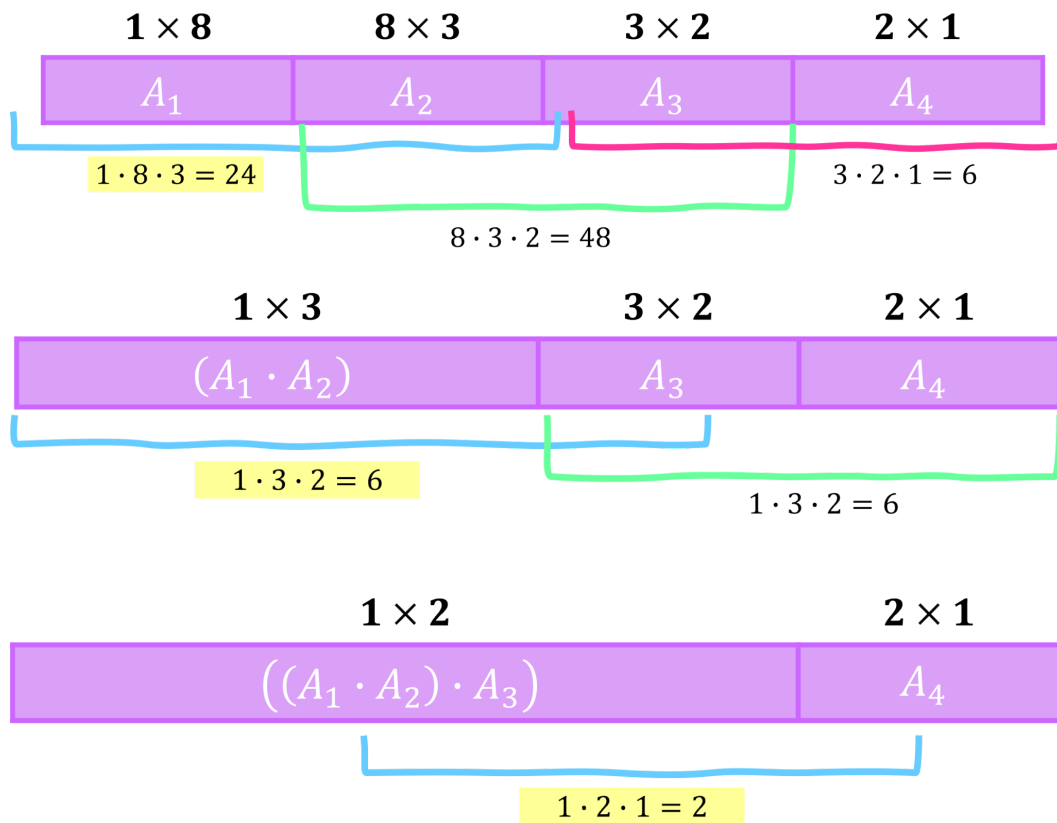 1 × 8 8 × 3 3 × 2 2 × 1
A₁ A₂ A₃ A₄
1 · 8 · 3 = 24 3 · 2 · 1 = 6
8 · 3 · 2 = 48
1 × 3 3 × 2 2 × 1
(A₁ · A₂) A₃ A₄
1 · 3 · 2 = 6
1 · 3 · 2 = 6
1 × 2 2 × 1
((A₁ · A₂) · A₃) A₄
1 · 2 · 1 = 2